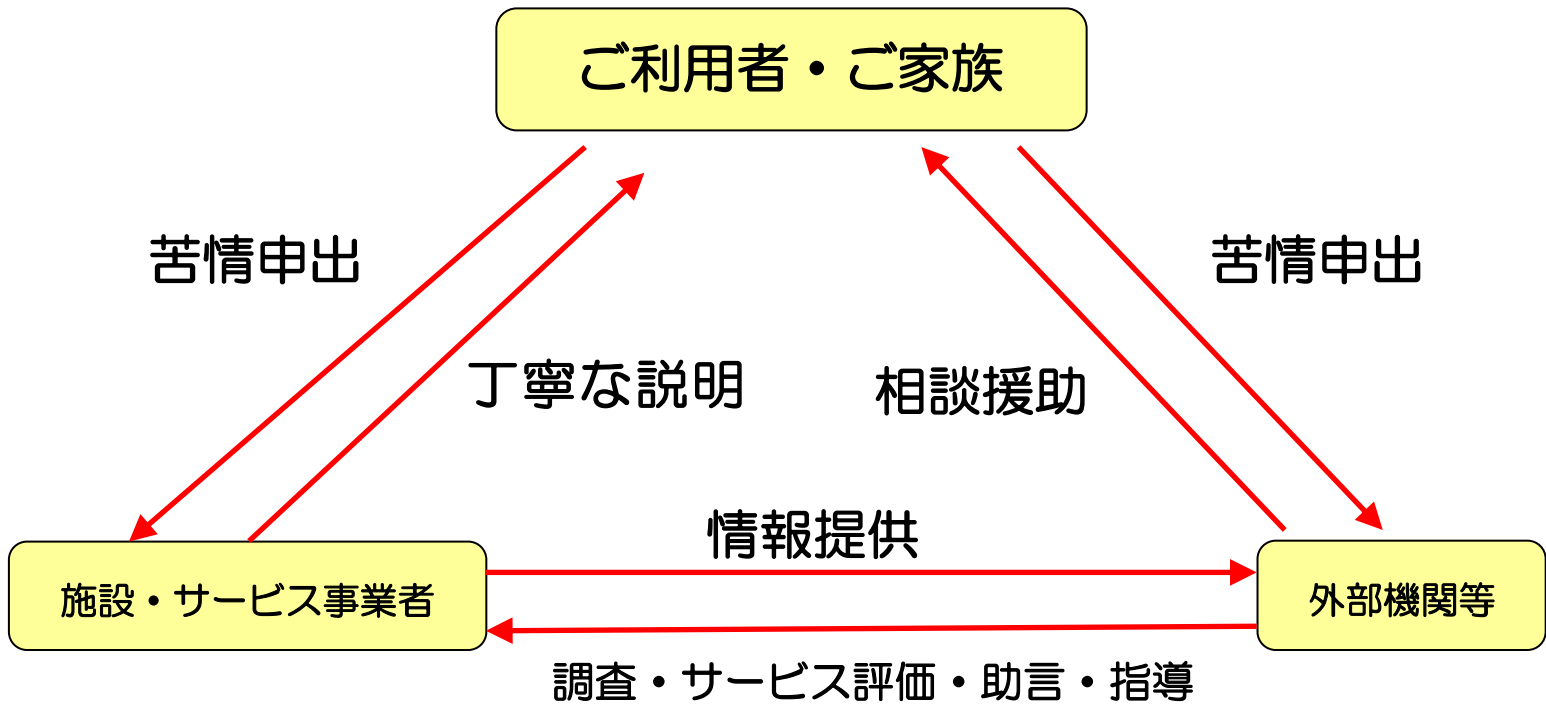 ご利用者・ご家族
苦情申出
苦情申出
丁寧な説明
相談援助
情報提供
施設・サービス事業者
外部機関等
調査・サービス評価・助言・指導